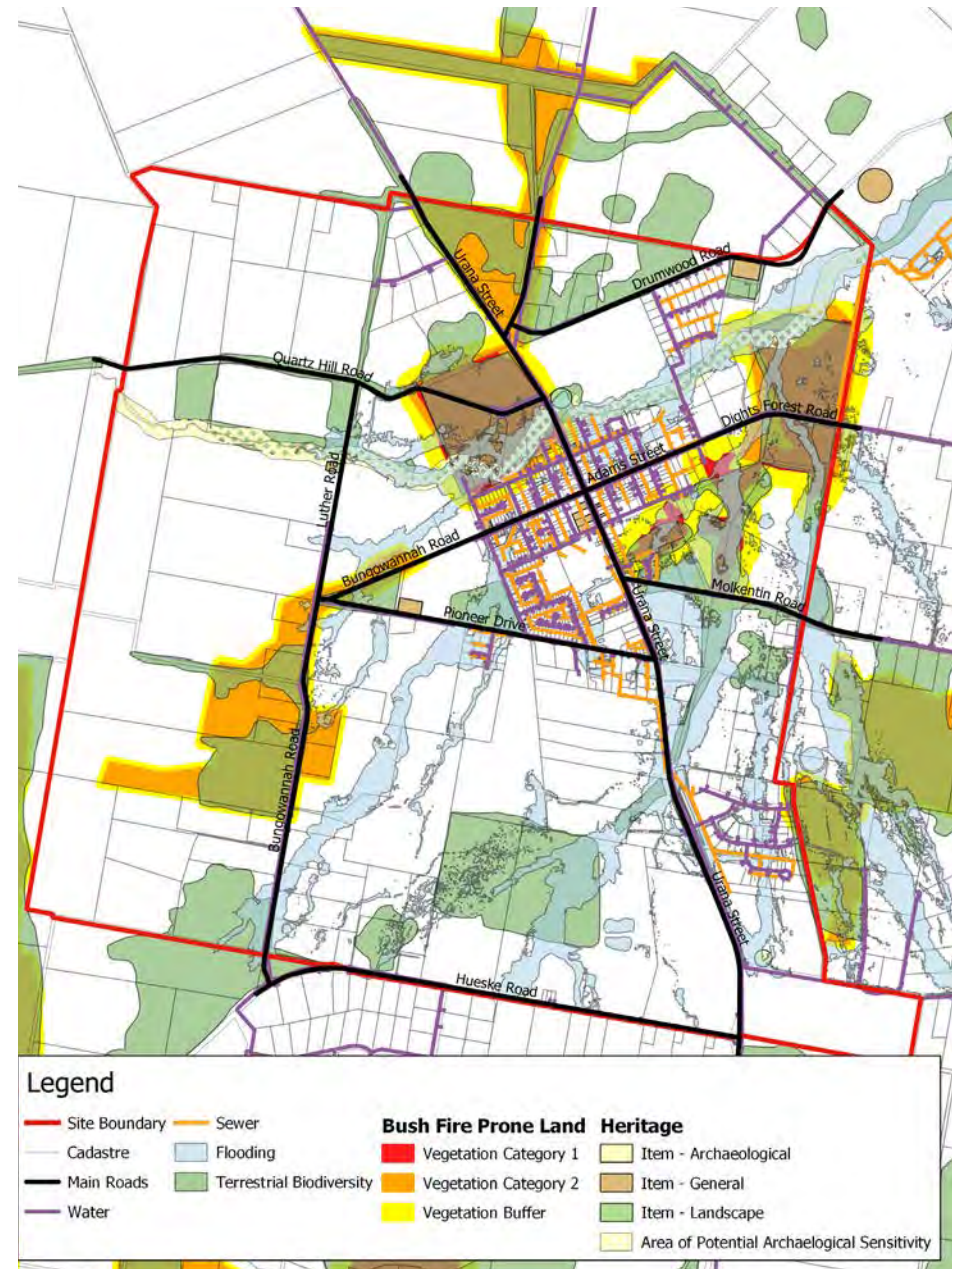 Urana Street
Drumwood Road
Quartz Hill Road
Dights Forest Road
Adams Street
Luther Road
Bungowannah Road
Molkentin Road
Urana Street
Pioneer Drive
Bungowannah Road
Urana Street
Hueske Road
Legend
Site Boundary
Cadastre
Main Roads
Water
Sewer
Flooding
Terrestrial Biodiversity
Bush Fire Prone Land
Vegetation Category 1
Vegetation Category 2
Vegetation Buffer
Heritage
Item - Archaeological
Item - General
Item - Landscape
Area of Potential Archaelogical Sensitivity